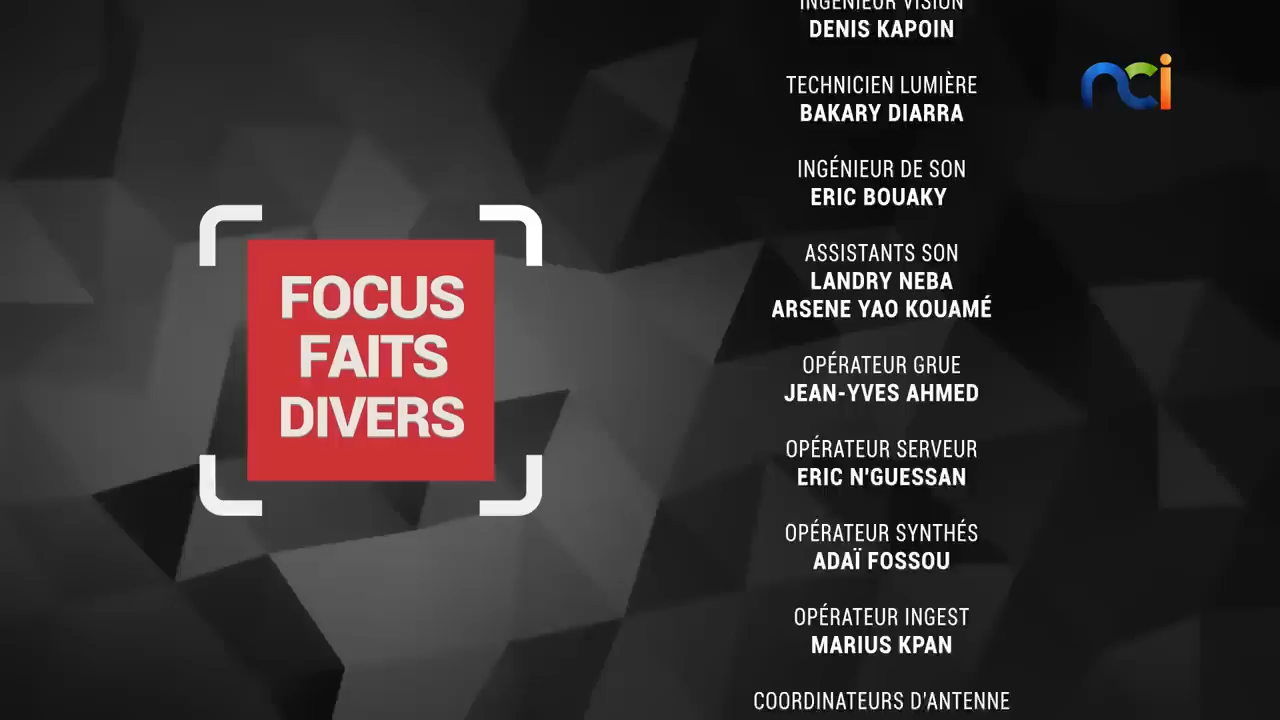 INGÉNIEUR VISION
DENIS KAPOIN
TECHNICIEN LUMIÈRE
BAKARY DIARRA
INGÉNIEUR DE SON
ERIC BOUAKY
ASSISTANTS SON
LANDRY NEBA
ARSENE YAO KOUAMÉ
OPÉRATEUR GRUE
JEAN-YVES AHMED
OPÉRATEUR SERVEUR
ERIC N'GUESSAN
OPÉRATEUR SYNTHÉS
ADAÏ FOSSOU
OPÉRATEUR INGEST
MARIUS KPAN
COORDINATEURS D'ANTENNE
FOCUS
FAITS
DIVERS
nci